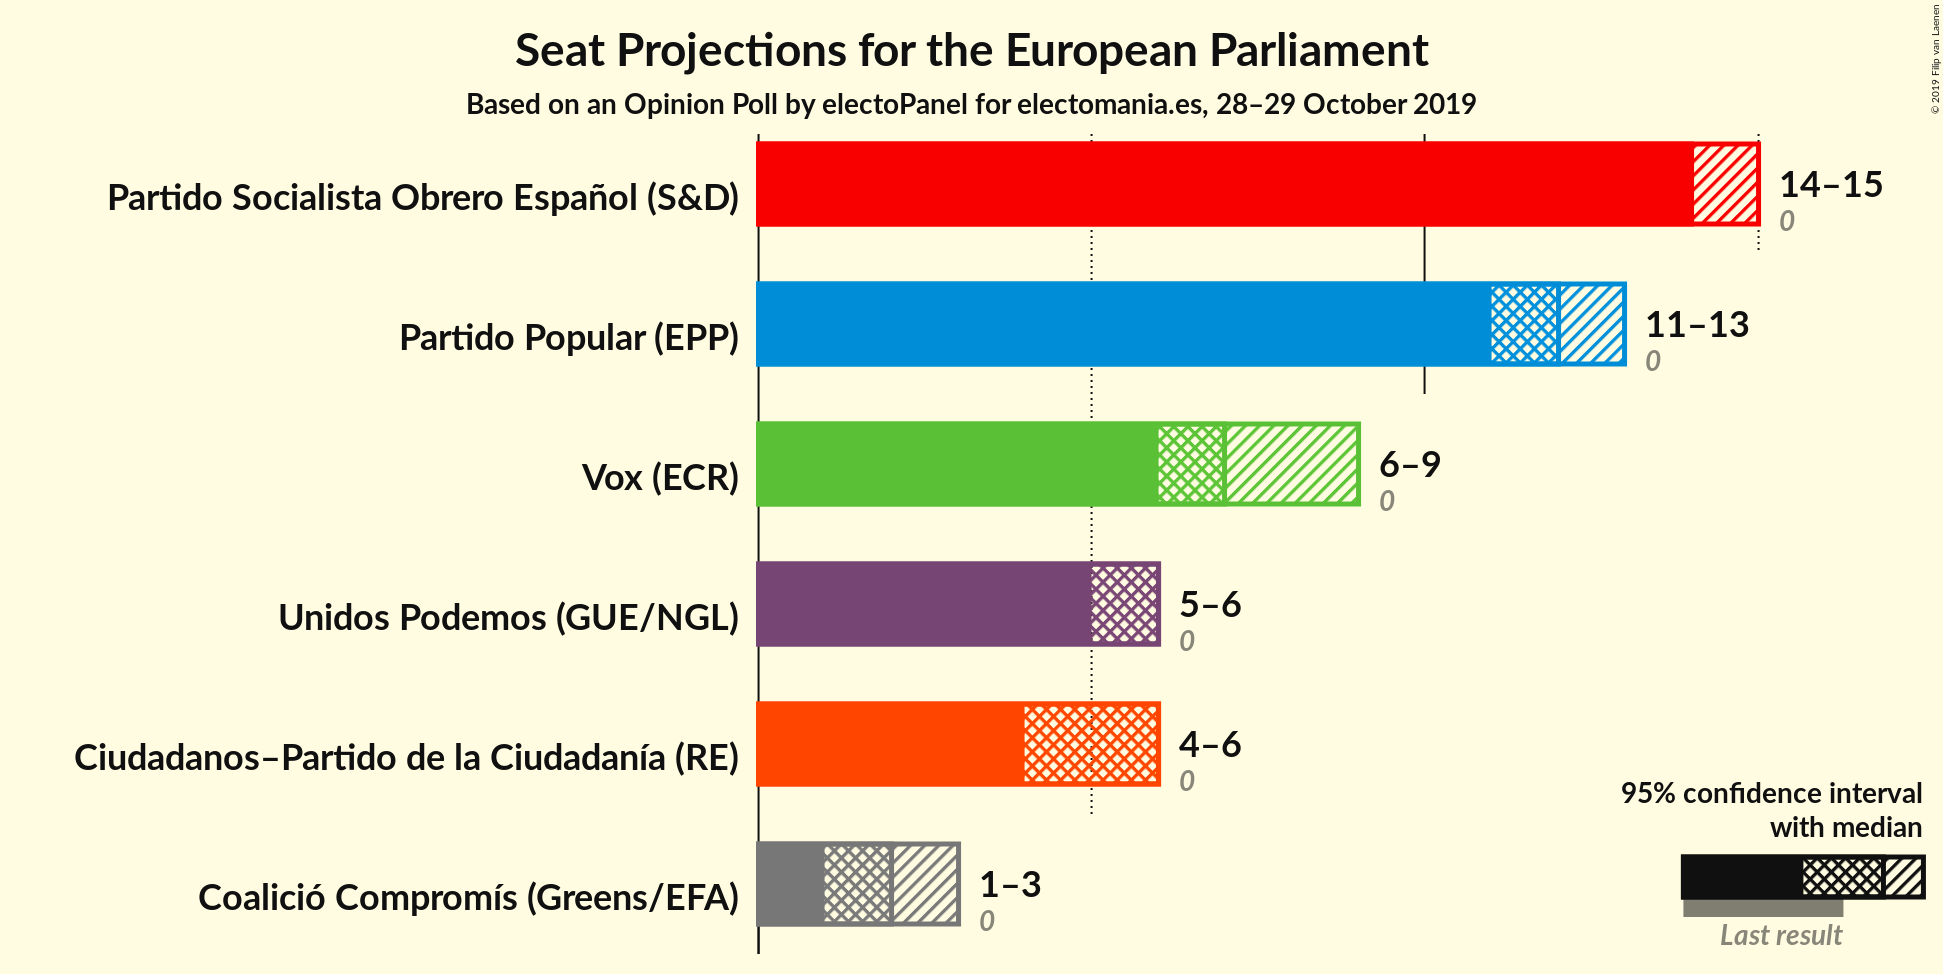 Seat Projections for the European Parliament
Based on an Opinion Poll by electoPanel for electomania.es, 28–29 October 2019
© 2019 Filip van Laenen
Partido Socialista Obrero Español (S&D)
14–15
0
Partido Popular (EPP)
11–13
0
Vox (ECR)
6–9
0
Unidos Podemos (GUE/NGL)
5–6
0
Ciudadanos–Partido de la Ciudadanía (RE)
4–6
0
Coalició Compromís (Greens/EFA)
1–3
0
95% confidence interval
with median
Last result